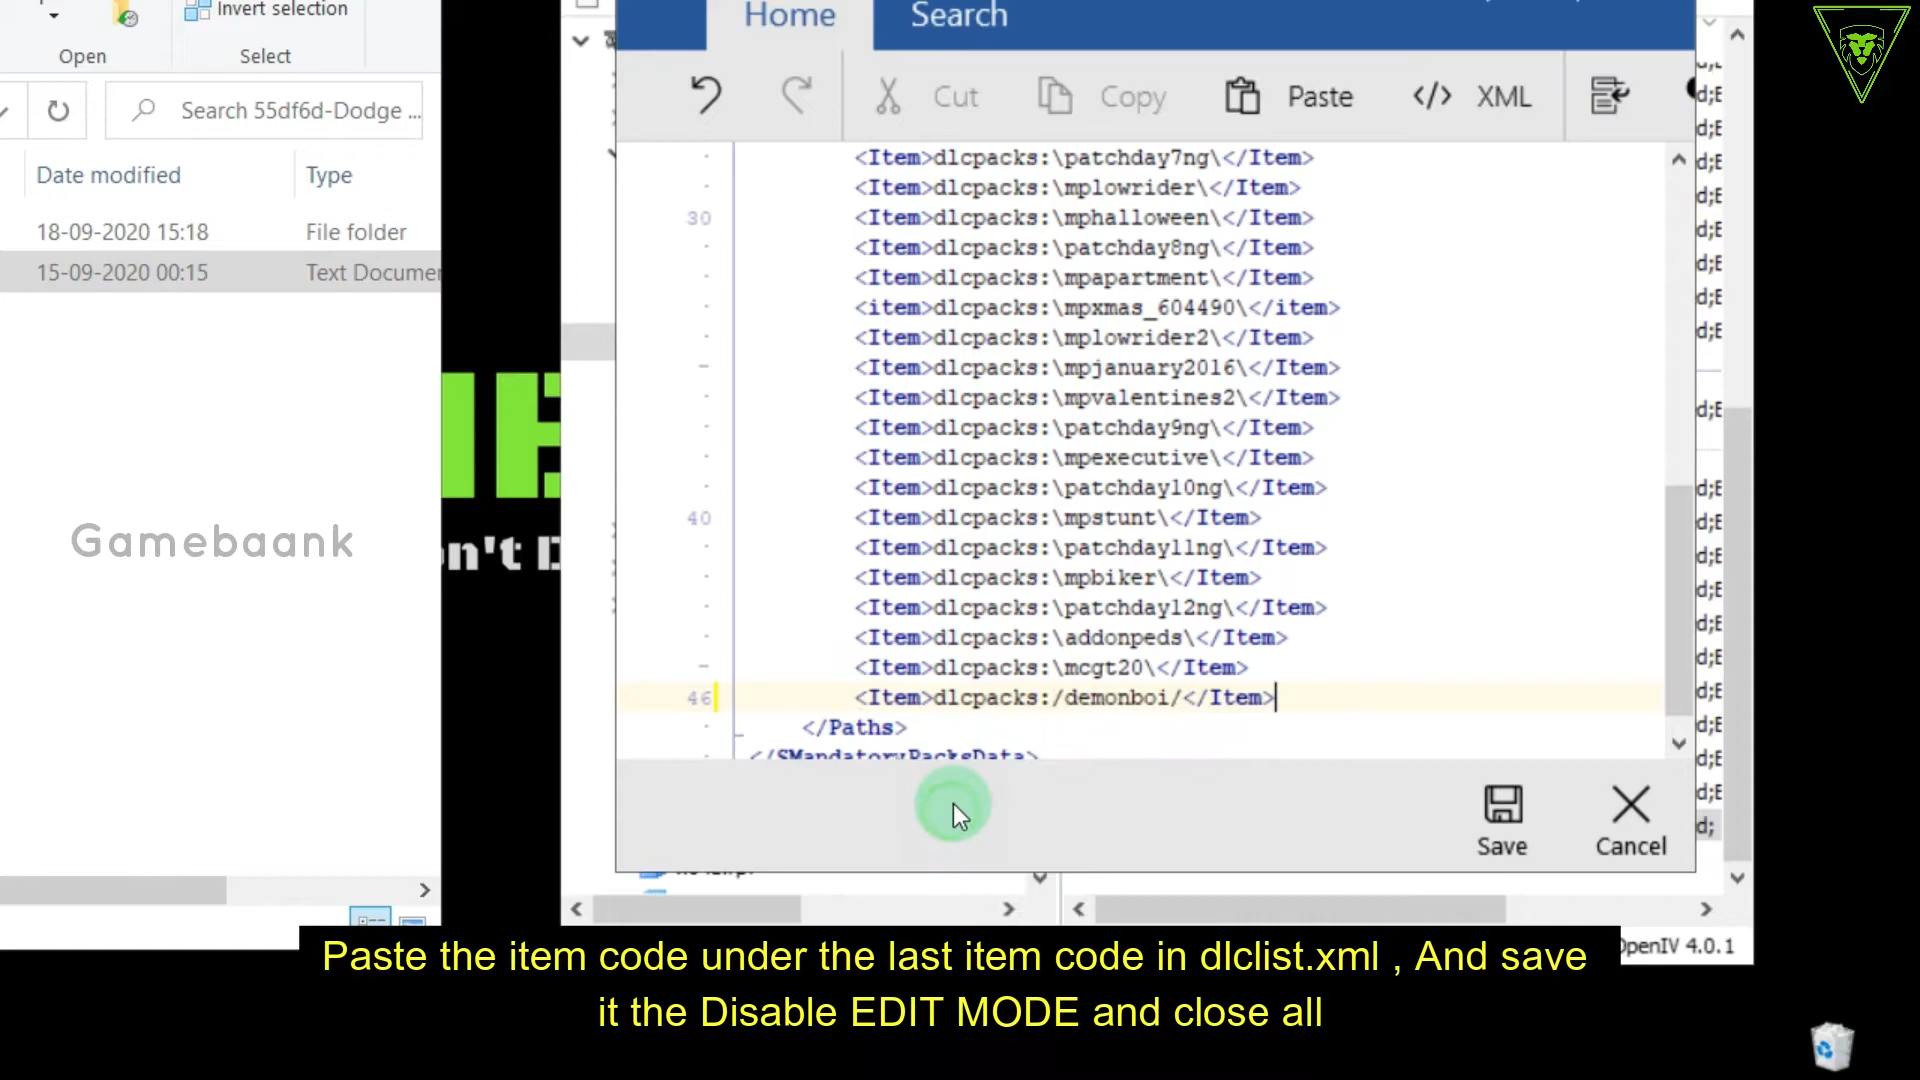 Invert selection
Open
Select
Search 55df6d-Dodge ...
Date modified
Type
18-09-2020 15:18
File folder
15-09-2020 00:15
Text Documen
Gamebaank
n't D
Home
Search
Cut
Copy
Paste
</> XML
<Item>dlcpacks:\patchday7ng\</Item>
<Item>dlcpacks:\mplowrider\</Item>
30 <Item>dlcpacks:\mphalloween\</Item>
<Item>dlcpacks:\patchday8ng\</Item>
<Item>dlcpacks:\mpapartment\</Item>
<item>dlcpacks:\mpxmas_604490\</item>
<Item>dlcpacks:\mplowrider2\</Item>
<Item>dlcpacks:\mpjanuary2016\</Item>
<Item>dlcpacks:\mpvalentines2\</Item>
<Item>dlcpacks:\patchday9ng\</Item>
<Item>dlcpacks:\mpexecutive\</Item>
<Item>dlcpacks:\patchday10ng\</Item>
40 <Item>dlcpacks:\mpstunt\</Item>
<Item>dlcpacks:\patchday11ng\</Item>
<Item>dlcpacks:\mpbiker\</Item>
<Item>dlcpacks:\patchday12ng\</Item>
<Item>dlcpacks:\addonpeds\</Item>
<Item>dlcpacks:\mcgt20\</Item>
46 <Item>dlcpacks:/demonboi/</Item>
</Paths>
</SMandatoryPacksData>
Save
Cancel
OpenIV 4.0.1
Paste the item code under the last item code in dlclist.xml , And save
it the Disable EDIT MODE and close all